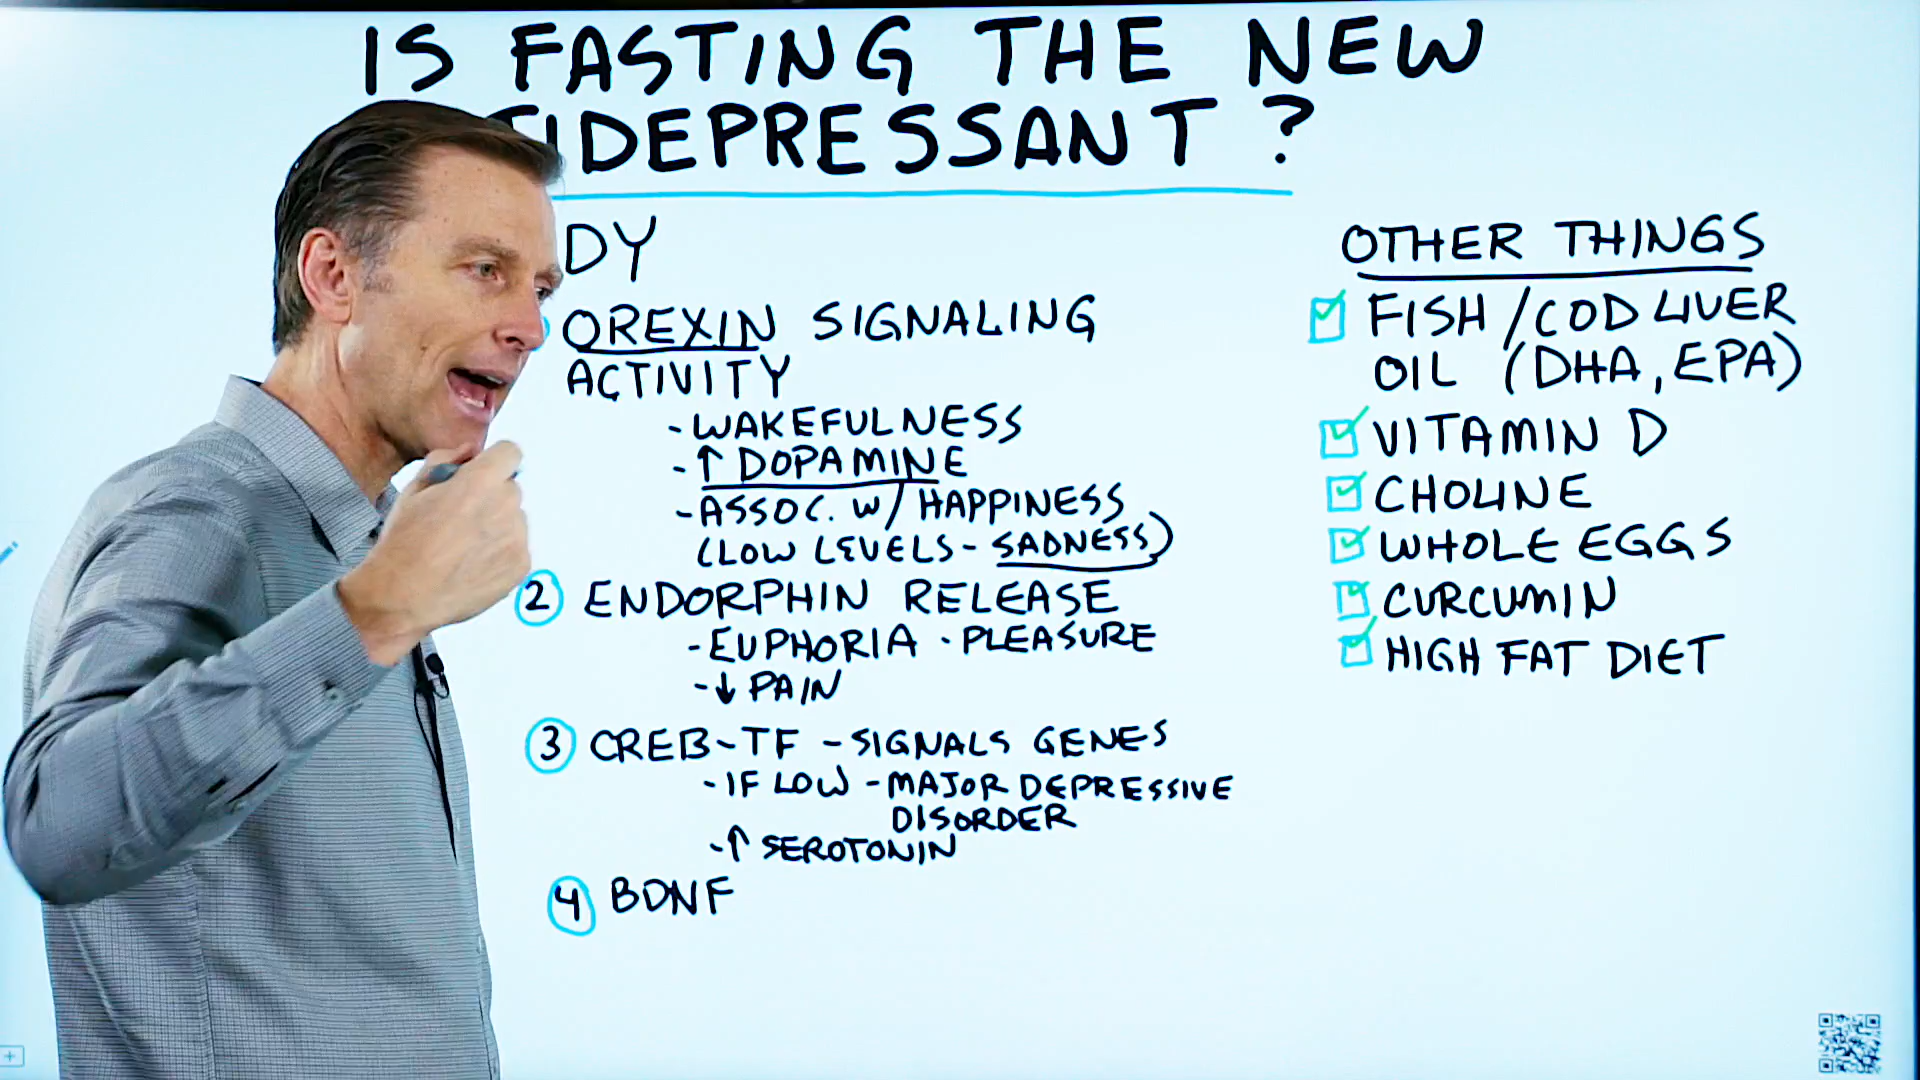 IS FASTING THE NEW
TIDEPRESSANT?
DY
OREXIN SIGNALING
ACTIVITY
- WAKEFULNESS
- ↑ DOPAMINE
- ASSOC. W/ HAPPINESS
(LOW LEVELS - SADNESS)
2 ENDORPHIN RELEASE
- EUPHORIA · PLEASURE
- ↓ PAIN
3 CREB-TF - SIGNALS GENES
- IF LOW - MAJOR DEPRESSIVE
DISORDER
- ↑ SEROTONIN
4 BDNF
OTHER THINGS
FISH / COD LIVER
OIL (DHA, EPA)
VITAMIN D
CHOLINE
WHOLE EGGS
CURCUMIN
HIGH FAT DIET